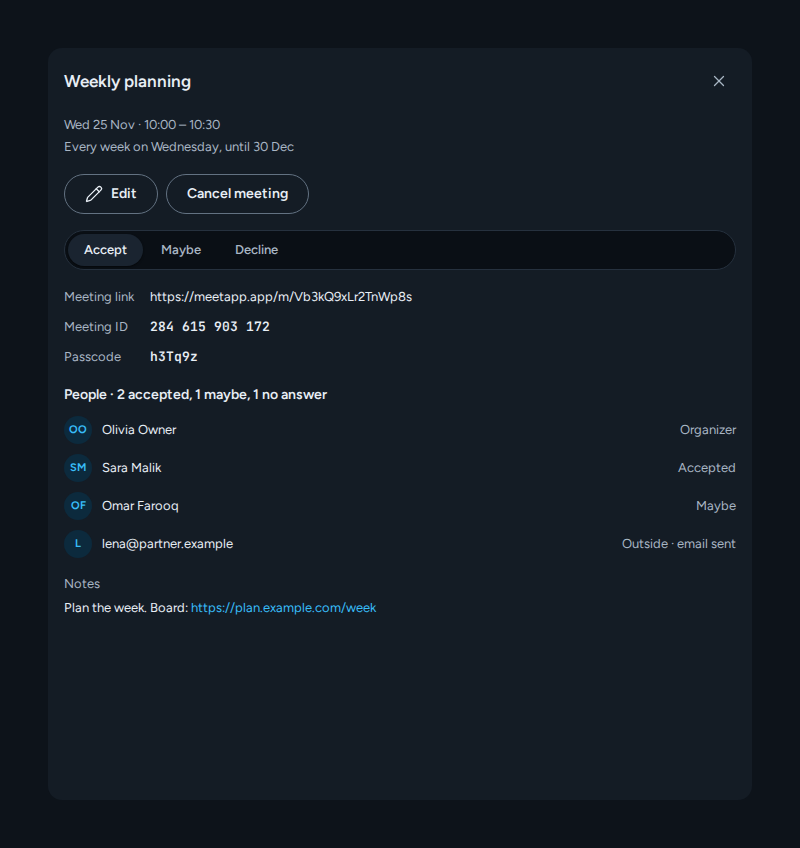 Weekly planning
Wed 25 Nov · 10:00 – 10:30
Every week on Wednesday, until 30 Dec
Edit Cancel meeting
Accept Maybe Decline
Meeting link https://meetapp.app/m/Vb3kQ9xLr2TnWp8s
Meeting ID 284 615 903 172
Passcode h3Tq9z
People · 2 accepted, 1 maybe, 1 no answer
OO Olivia Owner Organizer
SM Sara Malik Accepted
OF Omar Farooq Maybe
L lena@partner.example Outside · email sent
Notes
Plan the week. Board: https://plan.example.com/week